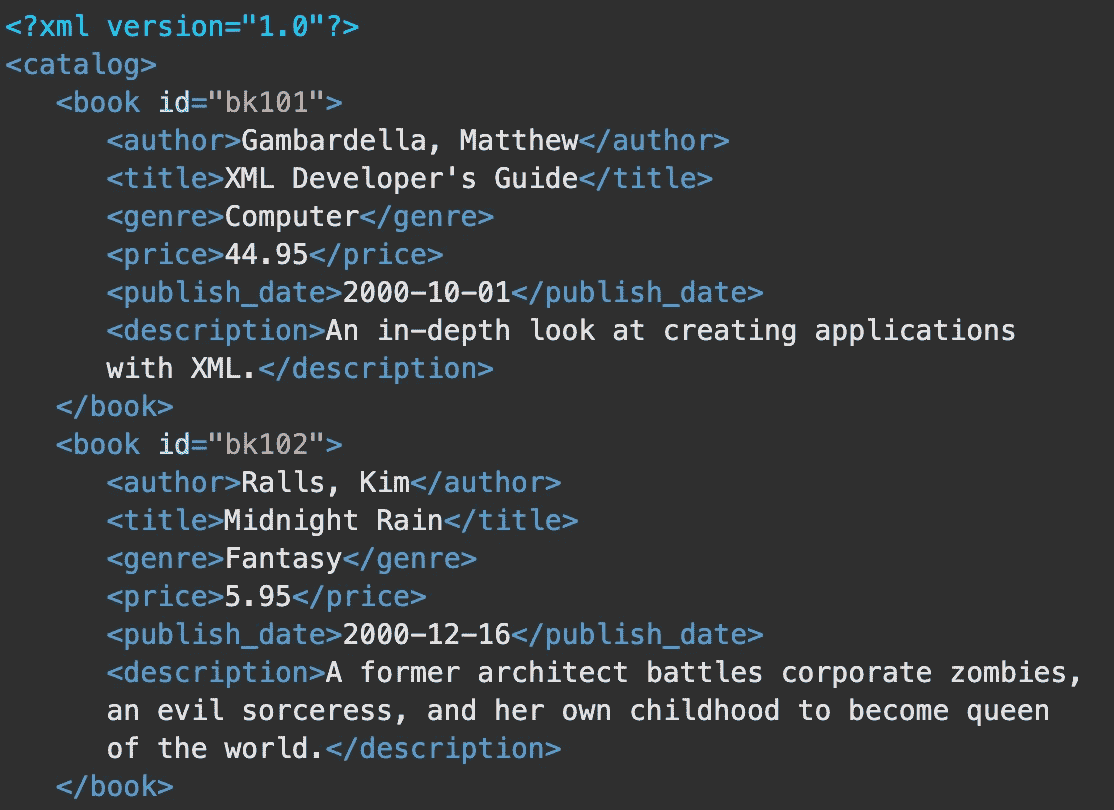 <?xml version="1.0"?>
<catalog>
   <book id="bk101">
      <author>Gambardella, Matthew</author>
      <title>XML Developer's Guide</title>
      <genre>Computer</genre>
      <price>44.95</price>
      <publish_date>2000-10-01</publish_date>
      <description>An in-depth look at creating applications
      with XML.</description>
   </book>
   <book id="bk102">
      <author>Ralls, Kim</author>
      <title>Midnight Rain</title>
      <genre>Fantasy</genre>
      <price>5.95</price>
      <publish_date>2000-12-16</publish_date>
      <description>A former architect battles corporate zombies,
      an evil sorceress, and her own childhood to become queen
      of the world.</description>
   </book>